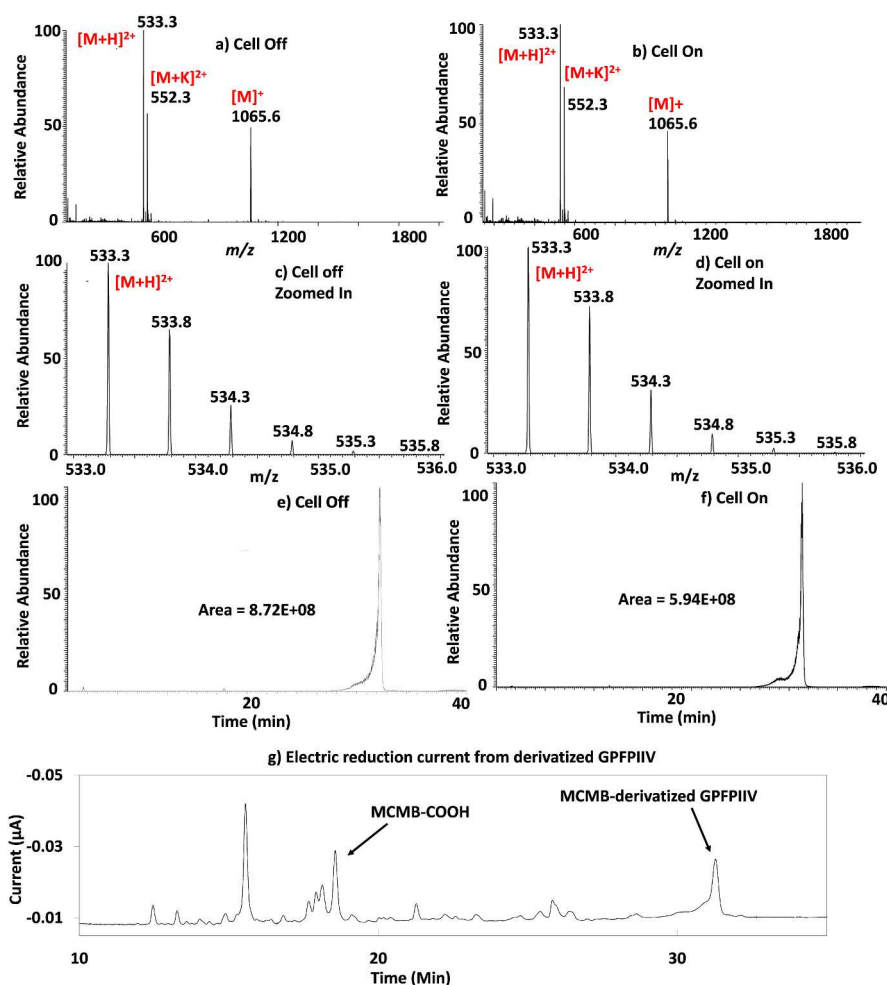 a) Cell Off
Relative Abundance
100
50
0
[M+H]²⁺
533.3
[M+K]²⁺
552.3
[M]⁺
1065.6
600
1200
1800
m/z
b) Cell On
Relative Abundance
100
50
0
533.3
[M+H]²⁺
[M+K]²⁺
552.3
[M]+
1065.6
600
1200
1800
m/z
c) Cell off
Zoomed In
Relative Abundance
100
50
0
533.3
[M+H]²⁺
533.8
534.3
534.8
535.3
535.8
533.0
534.0
535.0
536.0
m/z
d) Cell on
Zoomed In
Relative Abundance
100
50
0
533.3
[M+H]²⁺
533.8
534.3
534.8
535.3
535.8
533.0
534.0
535.0
536.0
m/z
e) Cell Off
Relative Abundance
100
50
0
Area = 8.72E+08
20
40
Time (min)
f) Cell On
Relative Abundance
100
50
0
Area = 5.94E+08
20
40
Time (min)
g) Electric reduction current from derivatized GPFPIIV
Current (µA)
-0.05
-0.03
-0.01
MCMB-COOH
MCMB-derivatized GPFPIIV
10
20
30
Time (Min)